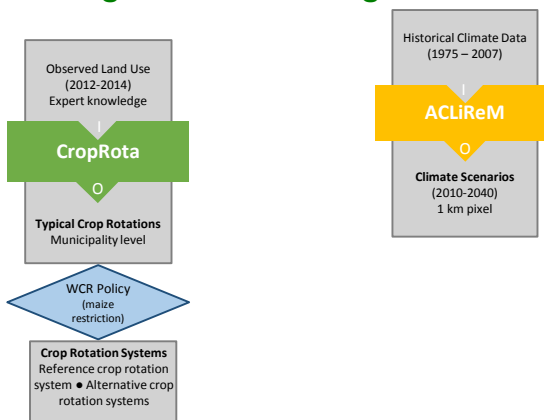 Observed Land Use
(2012-2014)
Expert knowledge
I
CropRota
O
Typical Crop Rotations
Municipality level
WCR Policy
(maize
restriction)
Crop Rotation Systems
Reference crop rotation
system ● Alternative crop
rotation systems
Historical Climate Data
(1975 – 2007)
I
ACLiReM
O
Climate Scenarios
(2010-2040)
1 km pixel